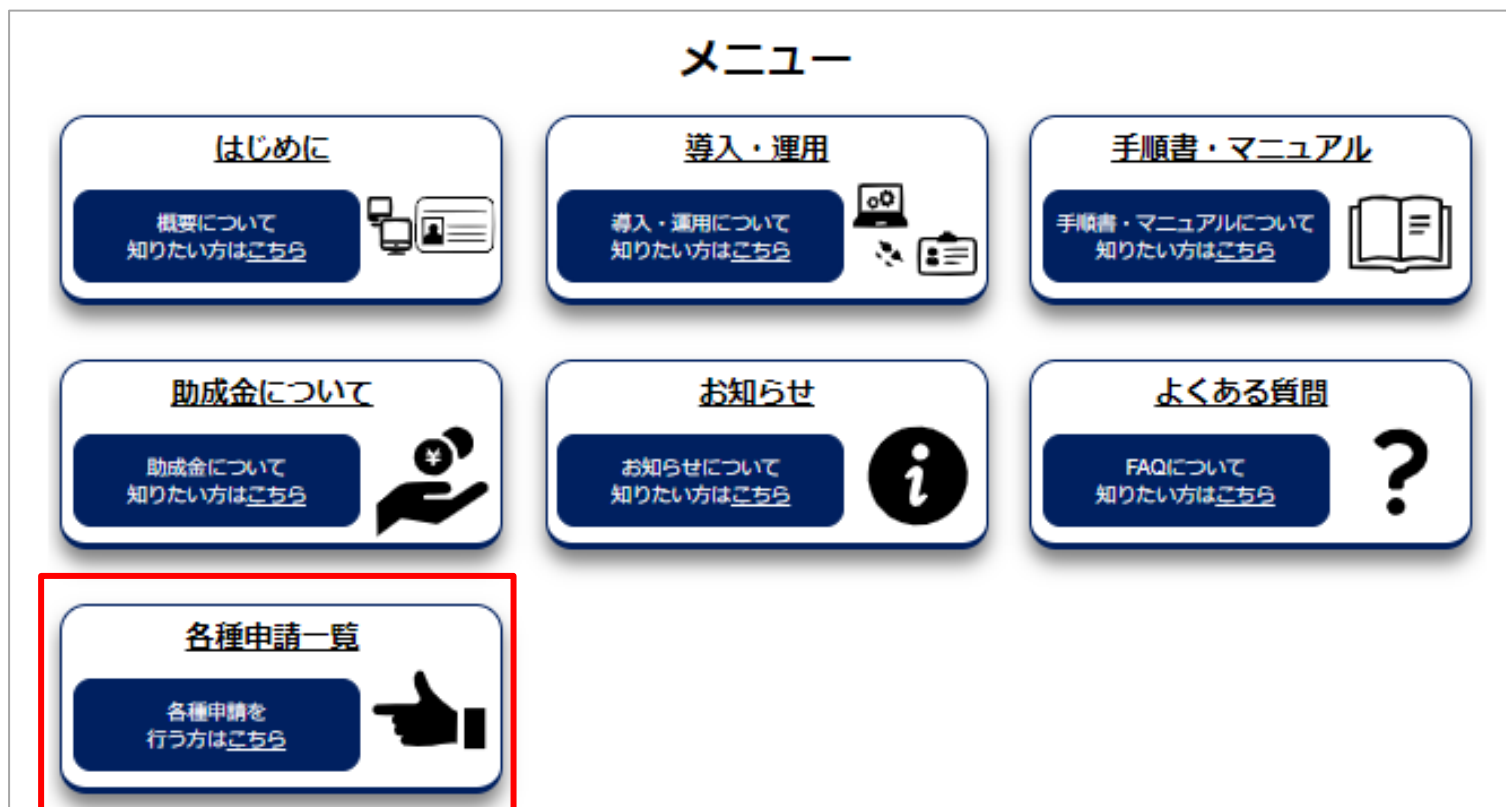 メニュー
はじめに
概要について
知りたい方はこちら
導入・運用
導入・運用について
知りたい方はこちら
手順書・マニュアル
手順書・マニュアルについて
知りたい方はこちら
助成金について
¥
助成金について
知りたい方はこちら
お知らせ
お知らせについて
知りたい方はこちら
よくある質問
FAQについて
知りたい方はこちら
各種申請一覧
各種申請を
行う方はこちら